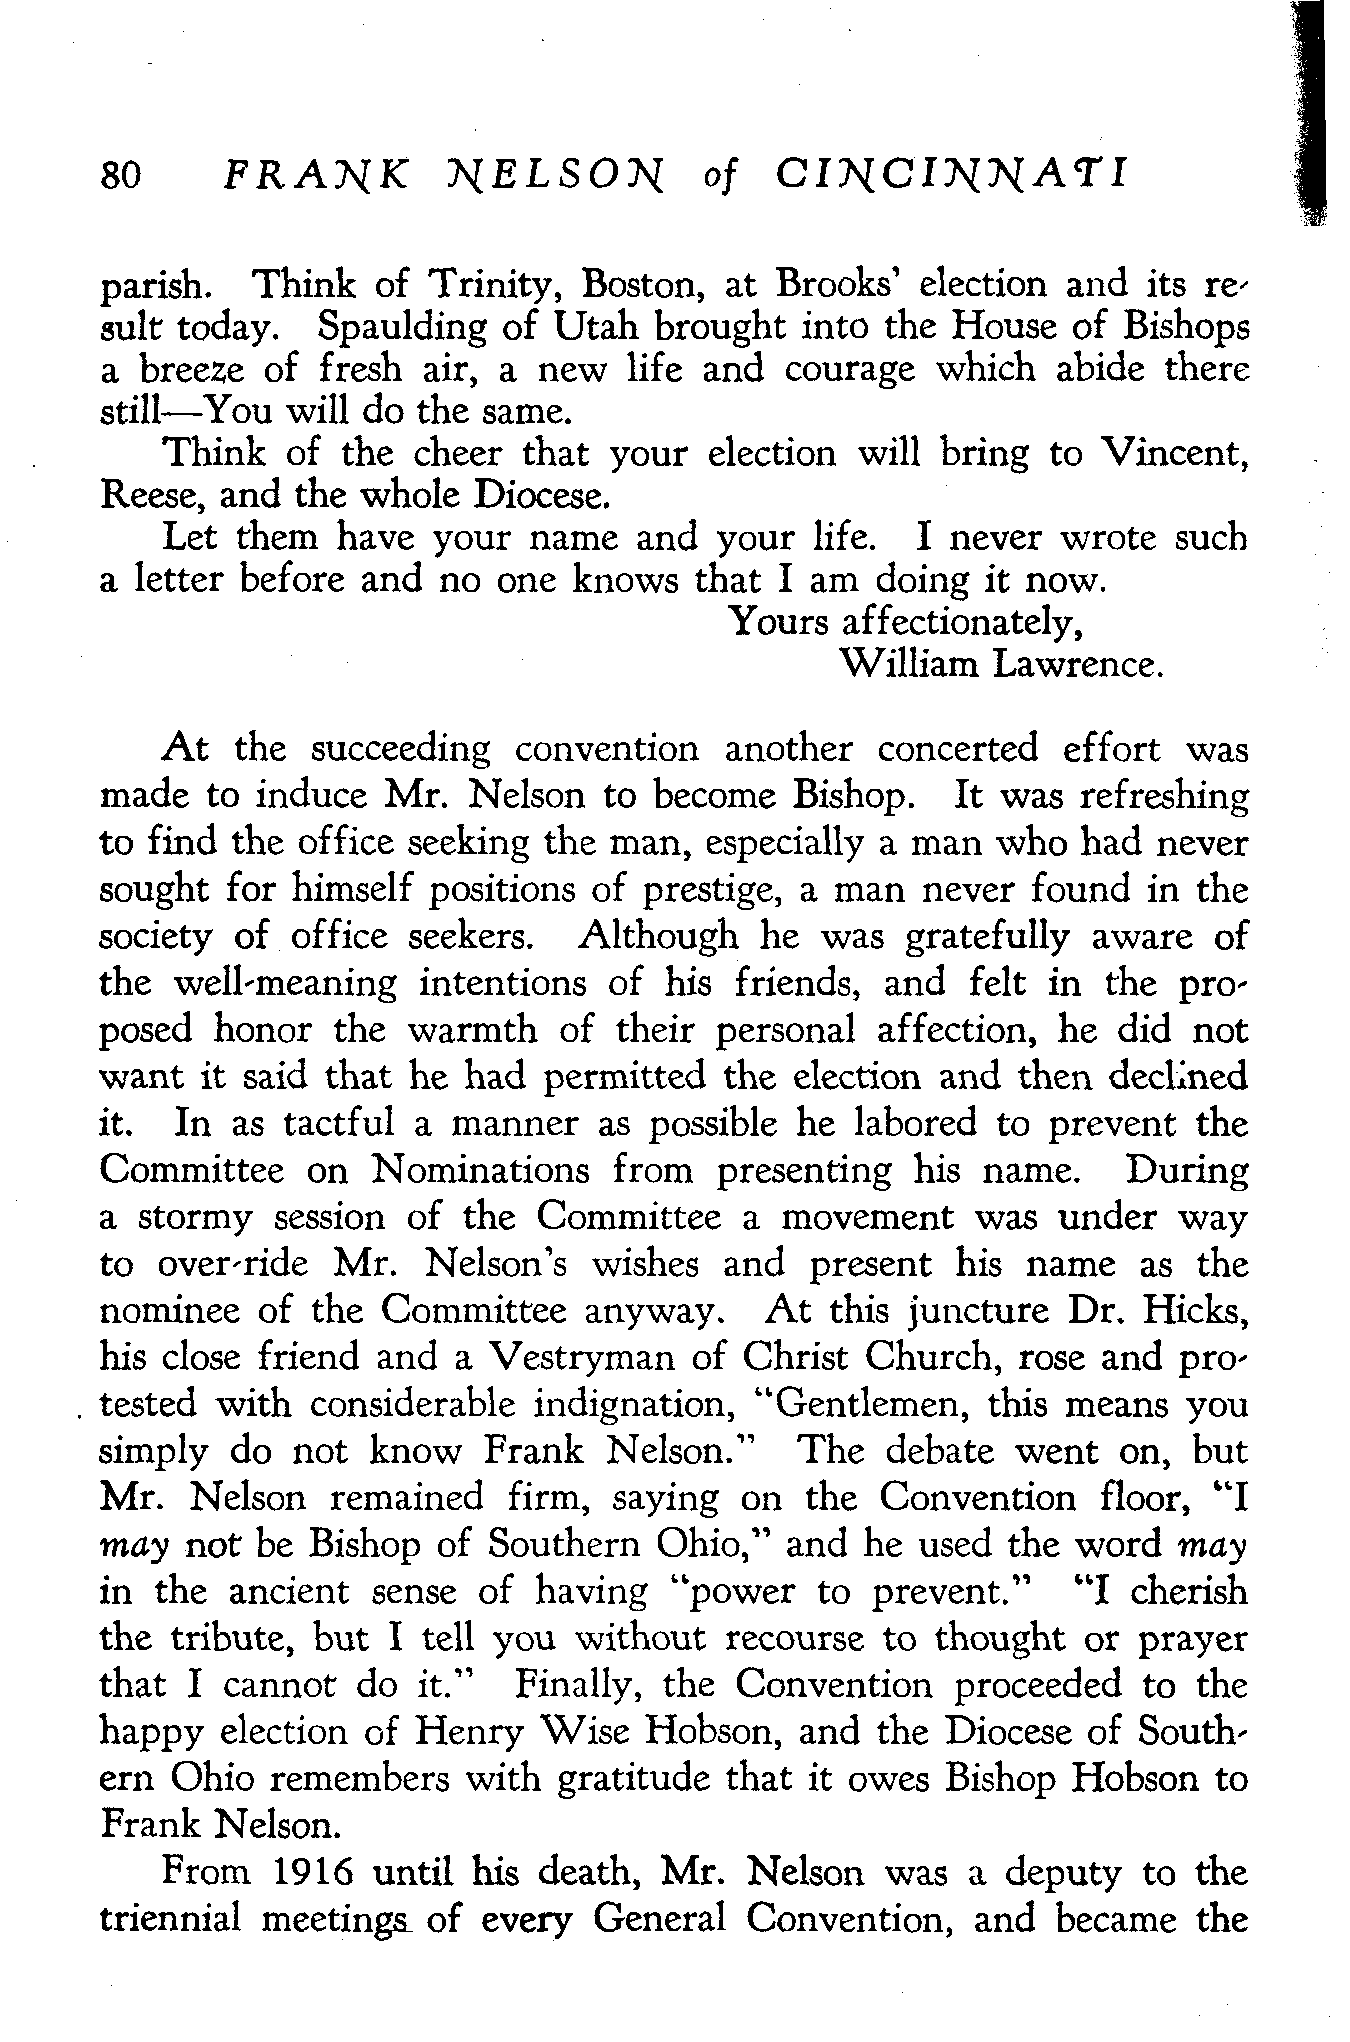 80 FRANK NELSON of CINCINNATI
parish. Think of Trinity, Boston, at Brooks' election and its re-
sult today. Spaulding of Utah brought into the House of Bishops
a breeze of fresh air, a new life and courage which abide there
still—You will do the same.
Think of the cheer that your election will bring to Vincent,
Reese, and the whole Diocese.
Let them have your name and your life. I never wrote such
a letter before and no one knows that I am doing it now.
Yours affectionately,
William Lawrence.
At the succeeding convention another concerted effort was
made to induce Mr. Nelson to become Bishop. It was refreshing
to find the office seeking the man, especially a man who had never
sought for himself positions of prestige, a man never found in the
society of office seekers. Although he was gratefully aware of
the well-meaning intentions of his friends, and felt in the pro-
posed honor the warmth of their personal affection, he did not
want it said that he had permitted the election and then declined
it. In as tactful a manner as possible he labored to prevent the
Committee on Nominations from presenting his name. During
a stormy session of the Committee a movement was under way
to over-ride Mr. Nelson's wishes and present his name as the
nominee of the Committee anyway. At this juncture Dr. Hicks,
his close friend and a Vestryman of Christ Church, rose and pro-
tested with considerable indignation, "Gentlemen, this means you
simply do not know Frank Nelson." The debate went on, but
Mr. Nelson remained firm, saying on the Convention floor, "I
may not be Bishop of Southern Ohio," and he used the word may
in the ancient sense of having "power to prevent." "I cherish
the tribute, but I tell you without recourse to thought or prayer
that I cannot do it." Finally, the Convention proceeded to the
happy election of Henry Wise Hobson, and the Diocese of South-
ern Ohio remembers with gratitude that it owes Bishop Hobson to
Frank Nelson.
From 1916 until his death, Mr. Nelson was a deputy to the
triennial meetings of every General Convention, and became the